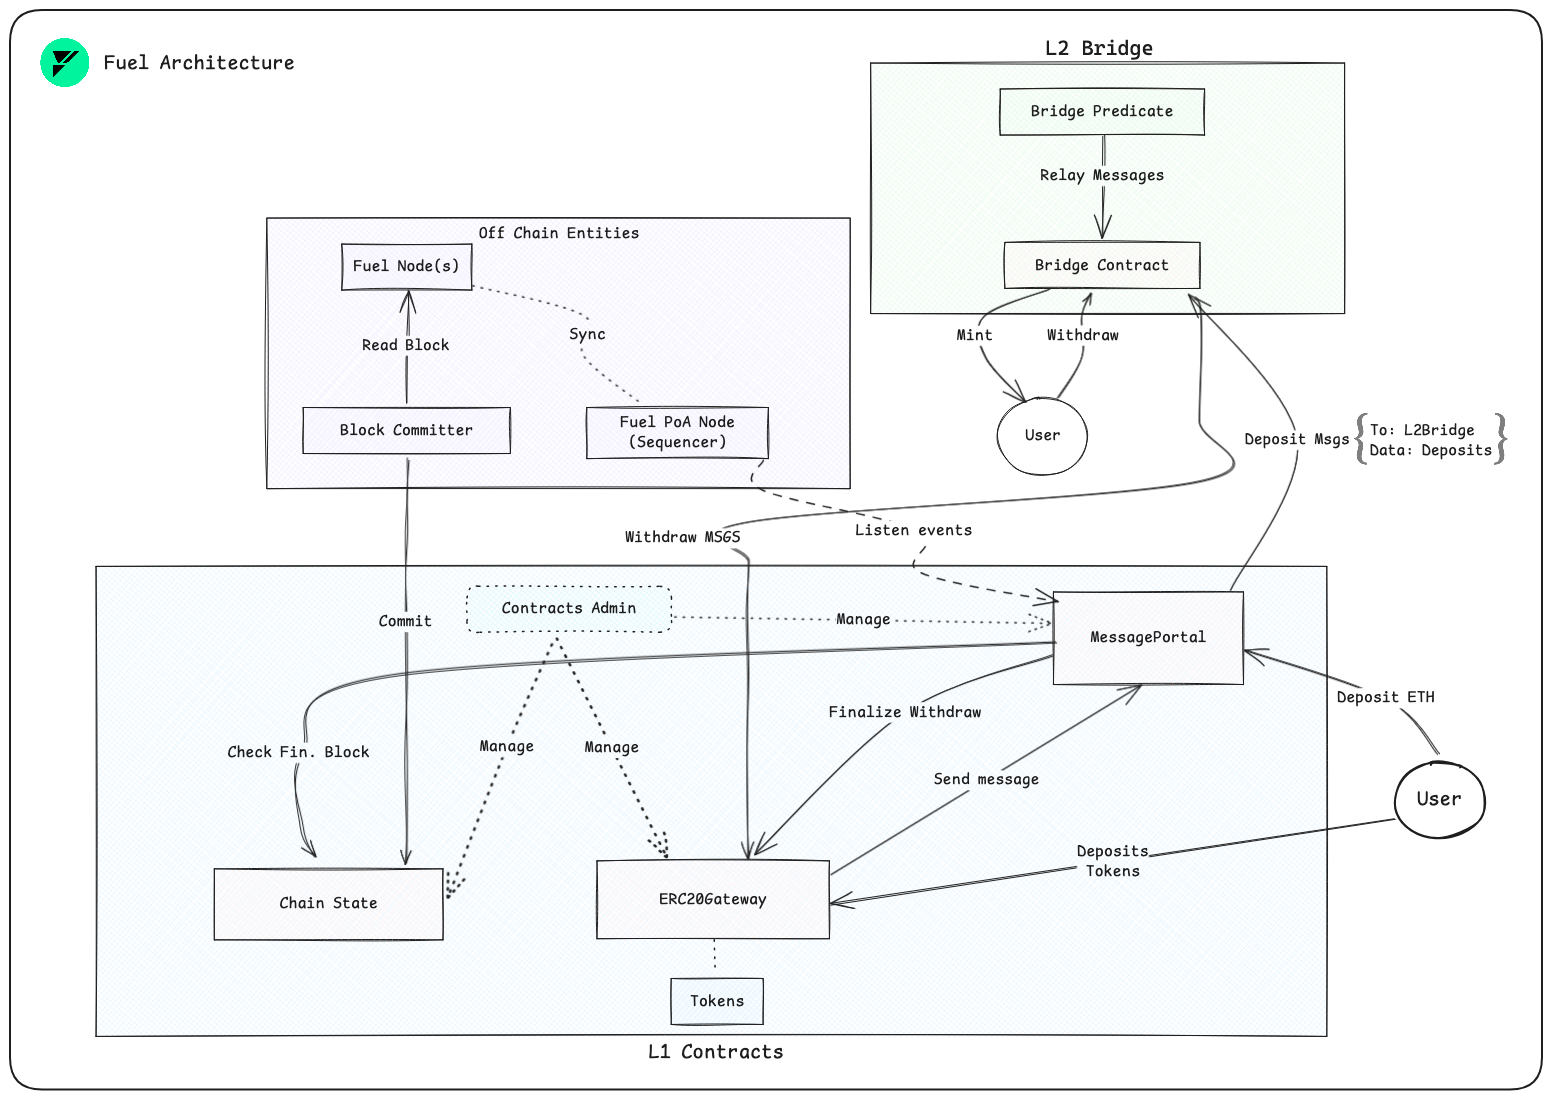 Fuel Architecture
L2 Bridge
Bridge Predicate
Relay Messages
Bridge Contract
Mint
Withdraw
User
Off Chain Entities
Fuel Node(s)
Sync
Read Block
Block Committer
Fuel PoA Node
(Sequencer)
Deposit Msgs
To: L2Bridge
Data: Deposits
Withdraw MSGS
Listen events
Contracts Admin
Commit
Manage
MessagePortal
Deposit ETH
Finalize Withdraw
Check Fin. Block
Manage
Manage
Send message
User
Deposits
Tokens
Chain State
ERC20Gateway
Tokens
L1 Contracts